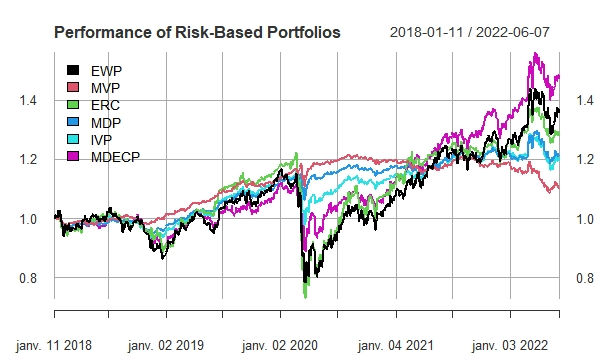 Performance of Risk-Based Portfolios 2018-01-11 / 2022-06-07
EWP
MVP
ERC
MDP
IVP
MDECP
1.4 1.4
1.2 1.2
1.0 1.0
0.8 0.8
janv. 11 2018 janv. 02 2019 janv. 02 2020 janv. 04 2021 janv. 03 2022